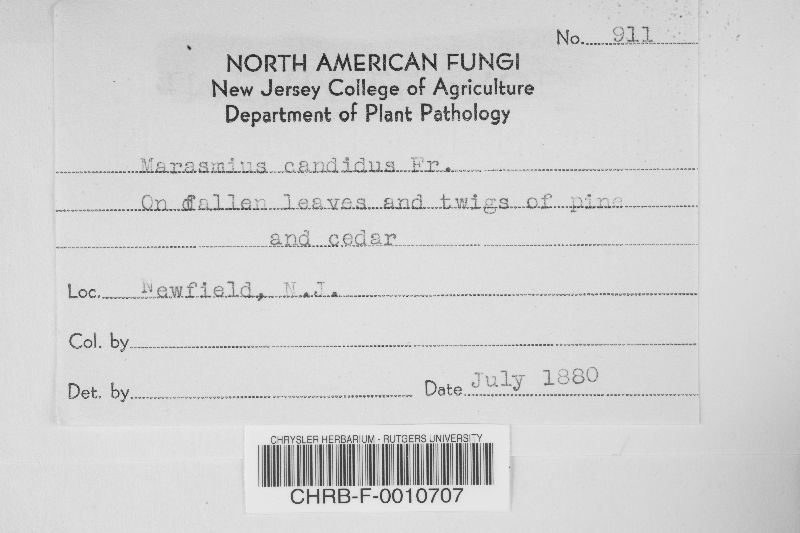 No. 911
NORTH AMERICAN FUNGI
New Jersey College of Agriculture
Department of Plant Pathology
Marasmius candidus Fr.
On fallen leaves and twigs of pine
and cedar
Loc. Newfield, N.J.
Col. by
Det. by
Date July 1880
CHRYSLER HERBARIUM - RUTGERS UNIVERSITY
CHRB-F-0010707